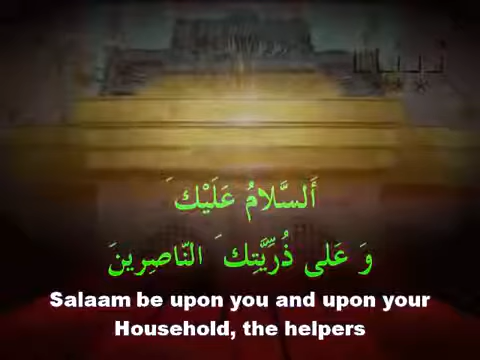 أَلسَّلامُ عَلَيْكَ
وَ عَلى ذُرِّيَّتِكَ النّاصِرينَ
Salaam be upon you and upon your
Household, the helpers